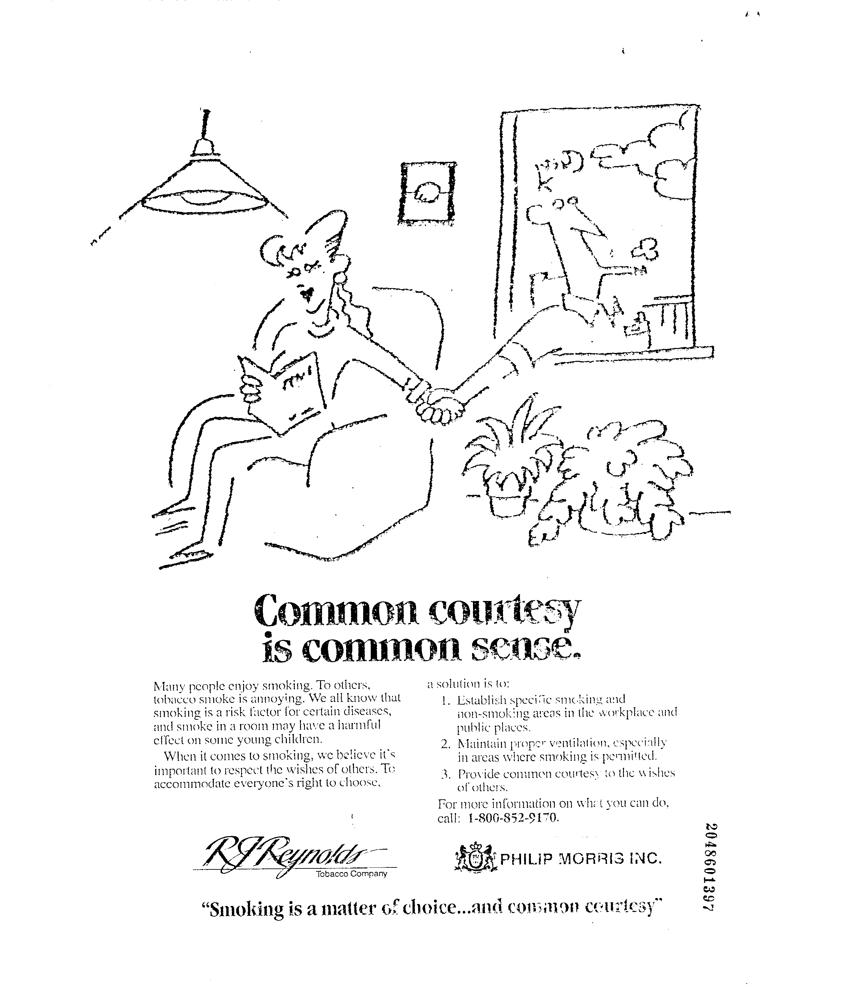 Common courtesy
is common sense.
Many people enjoy smoking. To others,
tobacco smoke is annoying. We all know that
smoking is a risk factor for certain diseases,
and smoke in a room may have a harmful
effect on some young children.
When it comes to smoking, we believe it's
important to respect the wishes of others. To
accommodate everyone's right to choose,
a solution is to:
1. Establish specific smoking and
non-smoking areas in the workplace and
public places.
2. Maintain proper ventilation, especially
in areas where smoking is permitted.
3. Provide common courtesy to the wishes
of others.
For more information on what you can do,
call: 1-800-852-9170.
RJReynolds
Tobacco Company
PHILIP MORRIS INC.
"Smoking is a matter of choice...and common courtesy"
2048601397